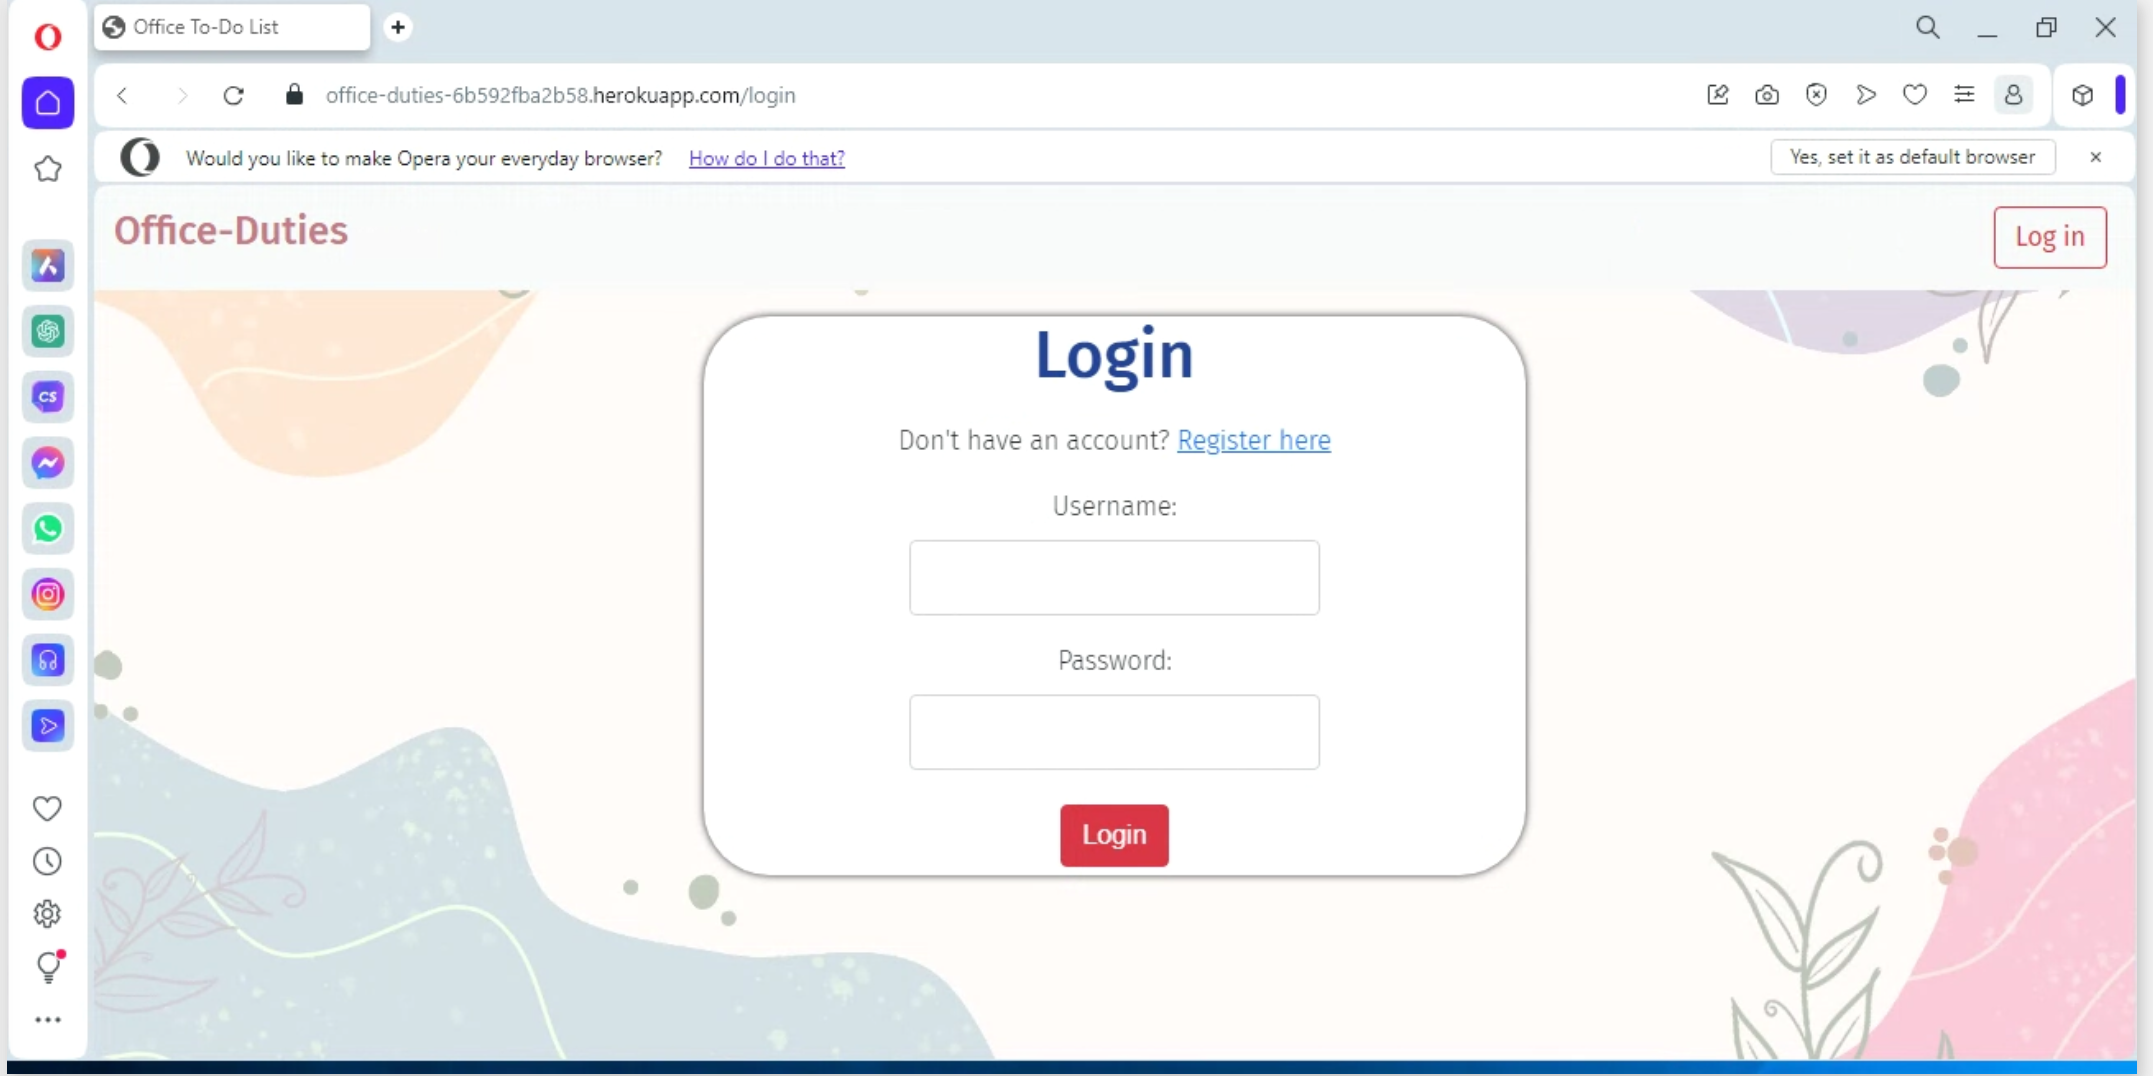 Office To-Do List
office-duties-6b592fba2b58.herokuapp.com/login
Would you like to make Opera your everyday browser? How do I do that? Yes, set it as default browser
Office-Duties
Log in
CS
Login
Don't have an account? Register here
Username:
Password:
Login